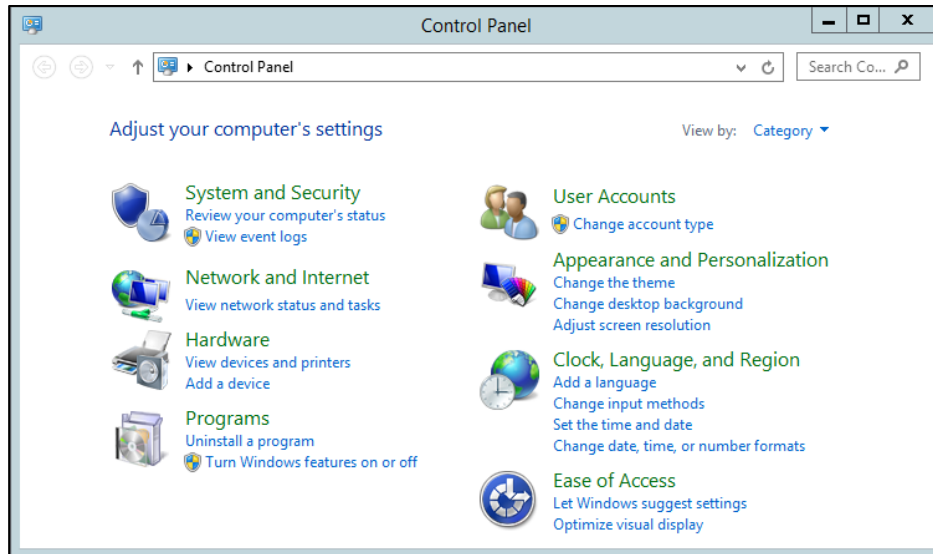 Control Panel
Control Panel
Search Co...
Adjust your computer's settings
View by: Category
System and Security
Review your computer's status
View event logs
Network and Internet
View network status and tasks
Hardware
View devices and printers
Add a device
Programs
Uninstall a program
Turn Windows features on or off
User Accounts
Change account type
Appearance and Personalization
Change the theme
Change desktop background
Adjust screen resolution
Clock, Language, and Region
Add a language
Change input methods
Set the time and date
Change date, time, or number formats
Ease of Access
Let Windows suggest settings
Optimize visual display